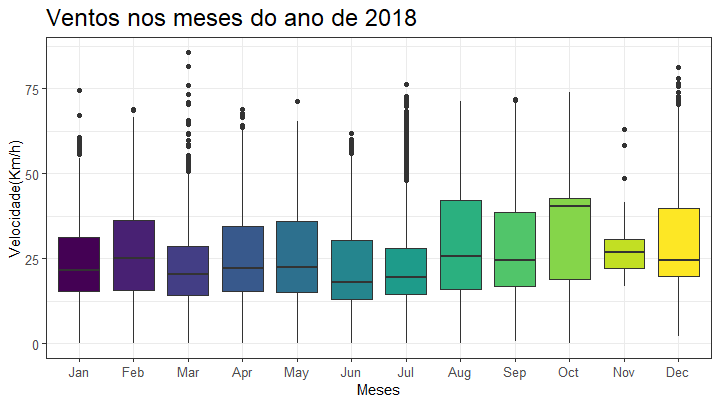 Ventos nos meses do ano de 2018
Velocidade(Km/h)
75
50
25
0
Jan Feb Mar Apr May Jun Jul Aug Sep Oct Nov Dec
Meses